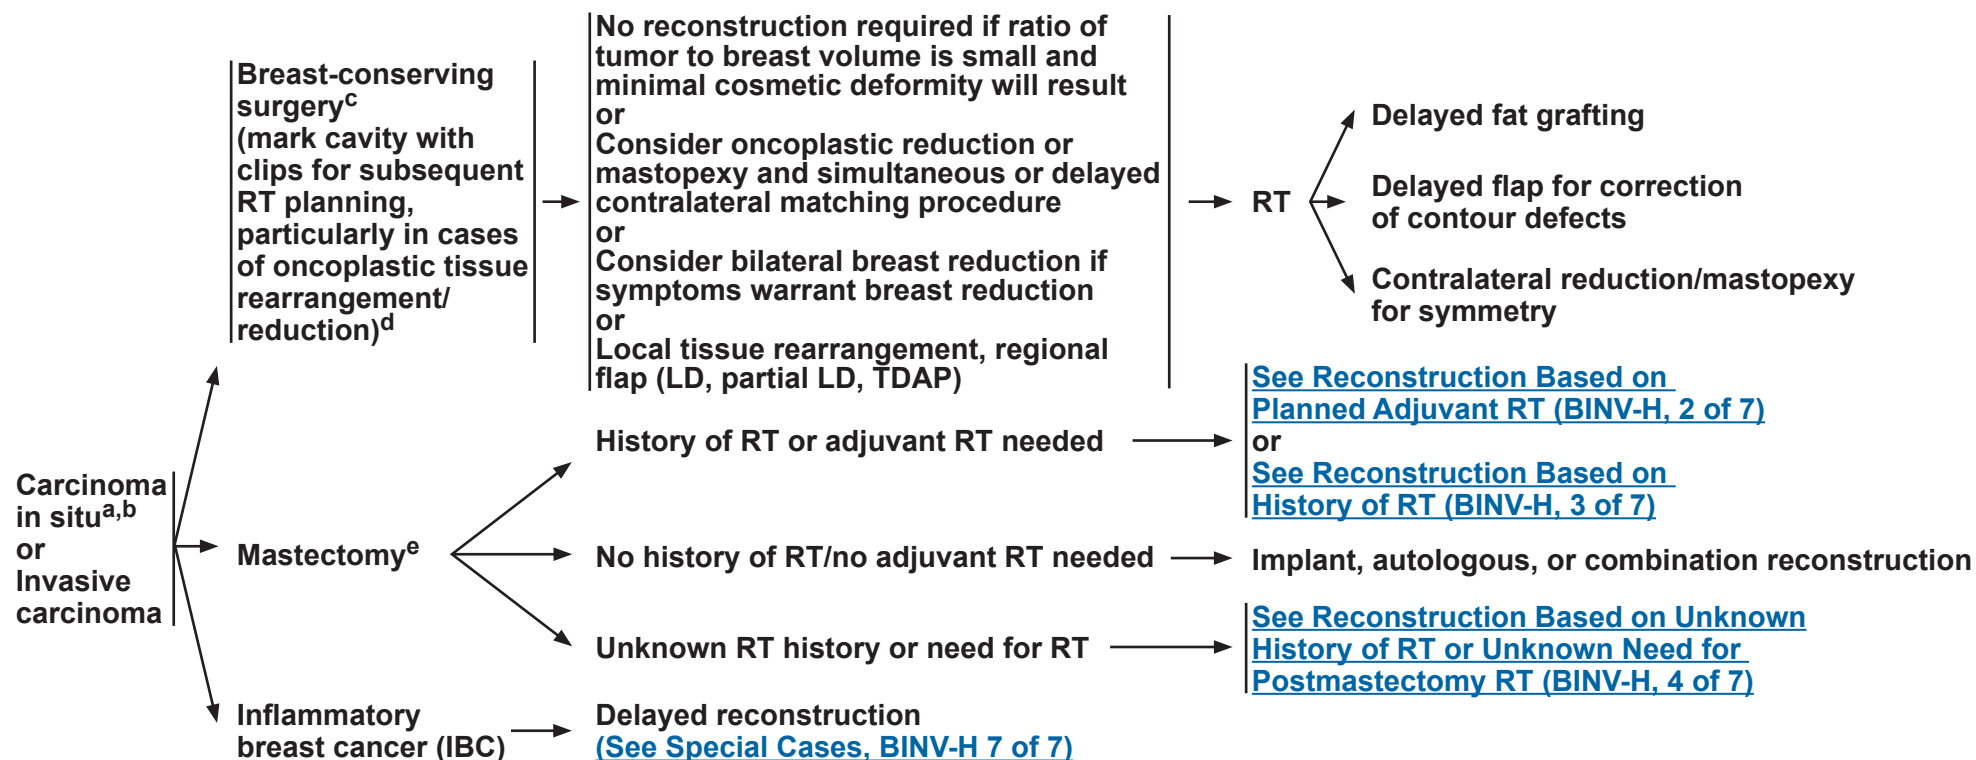 Carcinoma
in situa,b
or
Invasive
carcinoma
Breast-conserving
surgeryc
(mark cavity with
clips for subsequent
RT planning,
particularly in cases
of oncoplastic tissue
rearrangement/
reduction)d
No reconstruction required if ratio of
tumor to breast volume is small and
minimal cosmetic deformity will result
or
Consider oncoplastic reduction or
mastopexy and simultaneous or delayed
contralateral matching procedure
or
Consider bilateral breast reduction if
symptoms warrant breast reduction
or
Local tissue rearrangement, regional
flap (LD, partial LD, TDAP)
RT
Delayed fat grafting
Delayed flap for correction
of contour defects
Contralateral reduction/mastopexy
for symmetry
Mastectomye
History of RT or adjuvant RT needed
See Reconstruction Based on
Planned Adjuvant RT (BINV-H, 2 of 7)
or
See Reconstruction Based on
History of RT (BINV-H, 3 of 7)
No history of RT/no adjuvant RT needed
Implant, autologous, or combination reconstruction
Unknown RT history or need for RT
See Reconstruction Based on Unknown
History of RT or Unknown Need for
Postmastectomy RT (BINV-H, 4 of 7)
Inflammatory
breast cancer (IBC)
Delayed reconstruction
(See Special Cases, BINV-H 7 of 7)